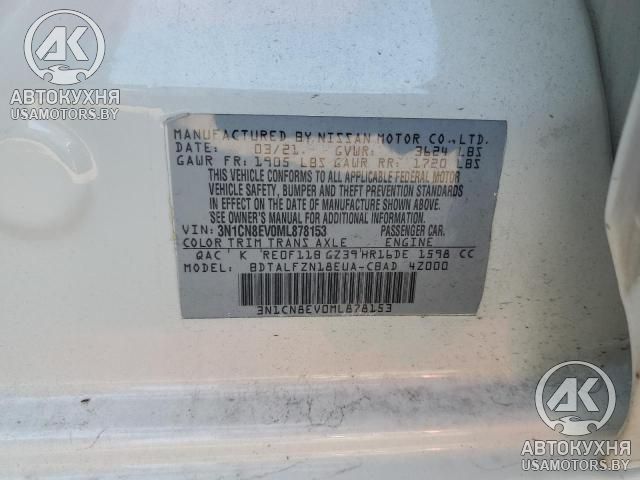 AK
АВТОКУХНЯ
USAMOTORS.BY
MANUFACTURED BY NISSAN MOTOR CO.,LTD.
DATE: 03/21 GVWR: 3624 LBS
GAWR FR: 1905 LBS GAWR RR: 1720 LBS
THIS VEHICLE CONFORMS TO ALL APPLICABLE FEDERAL MOTOR
VEHICLE SAFETY, BUMPER AND THEFT PREVENTION STANDARDS
IN EFFECT ON THE DATE OF MANUFACTURE SHOWN ABOVE.
SEE OWNER'S MANUAL FOR ADDITIONAL INFORMATION.
VIN: 3N1CN8EV0ML878153 PASSENGER CAR.
COLOR TRIM TRANS AXLE ENGINE
QAC K RE0F11B GZ39 HR16DE 1598 CC
MODEL: BDTALFZN18EUA-CBAD 4Z000
3N1CN8EV0ML878153
AK
АВТОКУХНЯ
USAMOTORS.BY